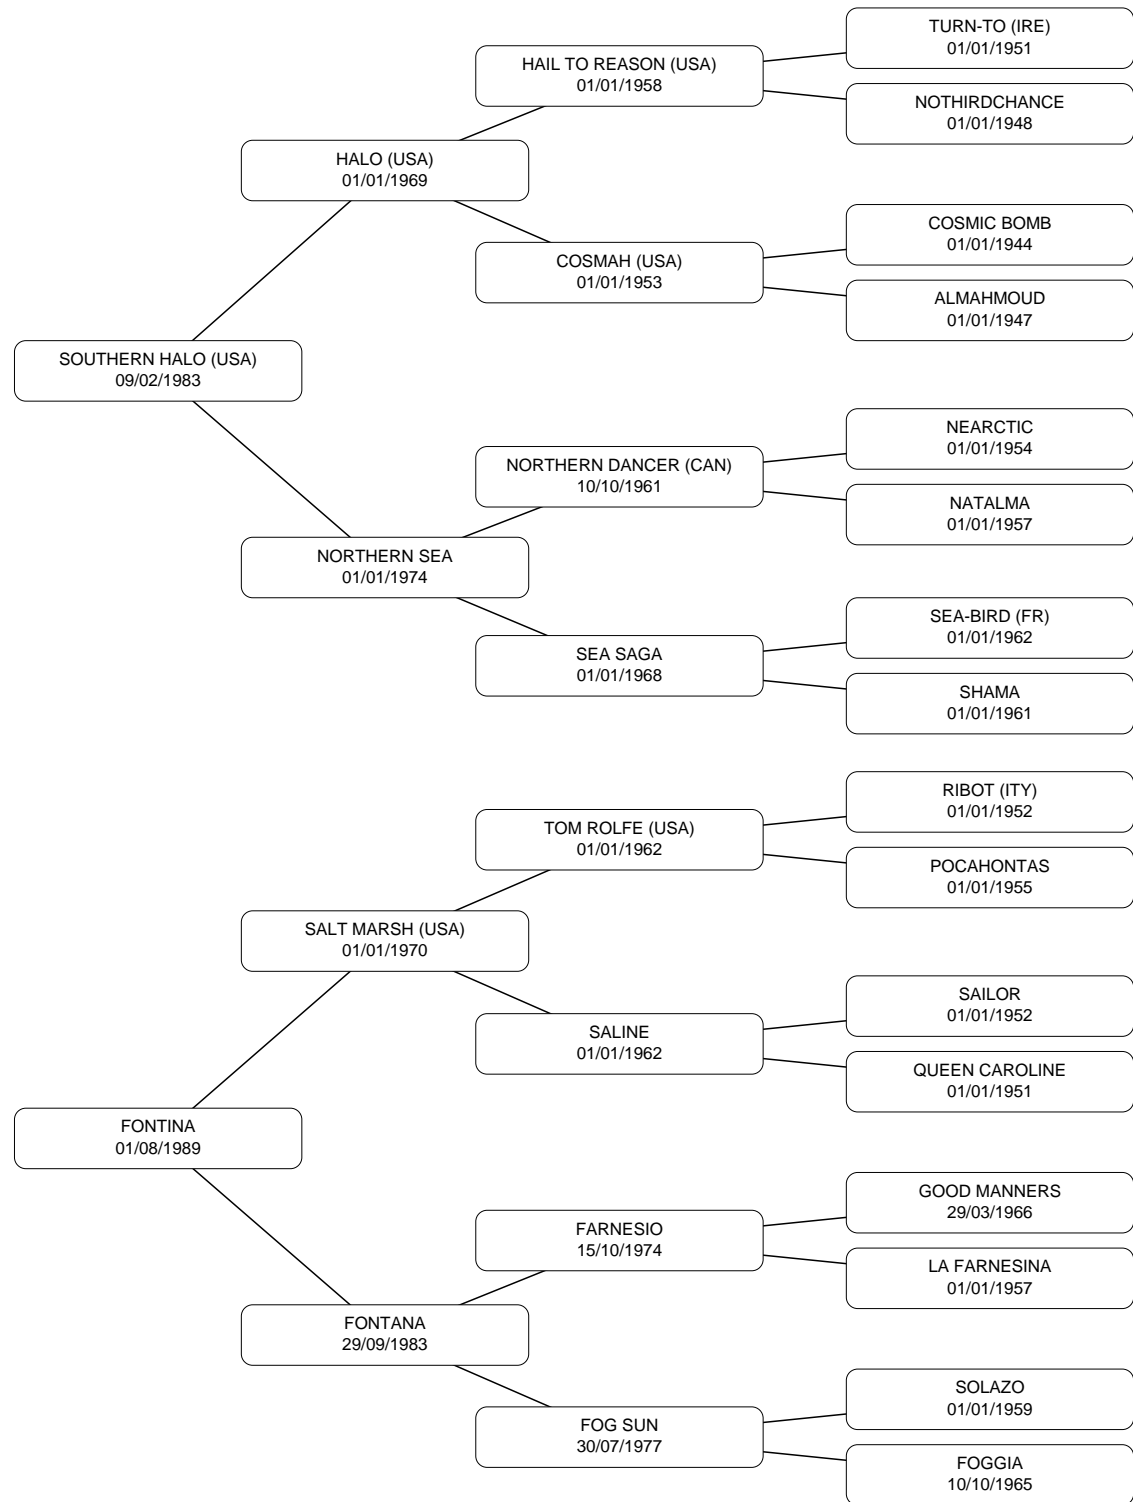 TURN-TO (IRE)
01/01/1951
HAIL TO REASON (USA)
01/01/1958
NOTHIRDCHANCE
01/01/1948
HALO (USA)
01/01/1969
COSMIC BOMB
01/01/1944
COSMAH (USA)
01/01/1953
ALMAHMOUD
01/01/1947
SOUTHERN HALO (USA)
09/02/1983
NEARCTIC
01/01/1954
NORTHERN DANCER (CAN)
10/10/1961
NATALMA
01/01/1957
NORTHERN SEA
01/01/1974
SEA-BIRD (FR)
01/01/1962
SEA SAGA
01/01/1968
SHAMA
01/01/1961
RIBOT (ITY)
01/01/1952
TOM ROLFE (USA)
01/01/1962
POCAHONTAS
01/01/1955
SALT MARSH (USA)
01/01/1970
SAILOR
01/01/1952
SALINE
01/01/1962
QUEEN CAROLINE
01/01/1951
FONTINA
01/08/1989
GOOD MANNERS
29/03/1966
FARNESIO
15/10/1974
LA FARNESINA
01/01/1957
FONTANA
29/09/1983
SOLAZO
01/01/1959
FOG SUN
30/07/1977
FOGGIA
10/10/1965